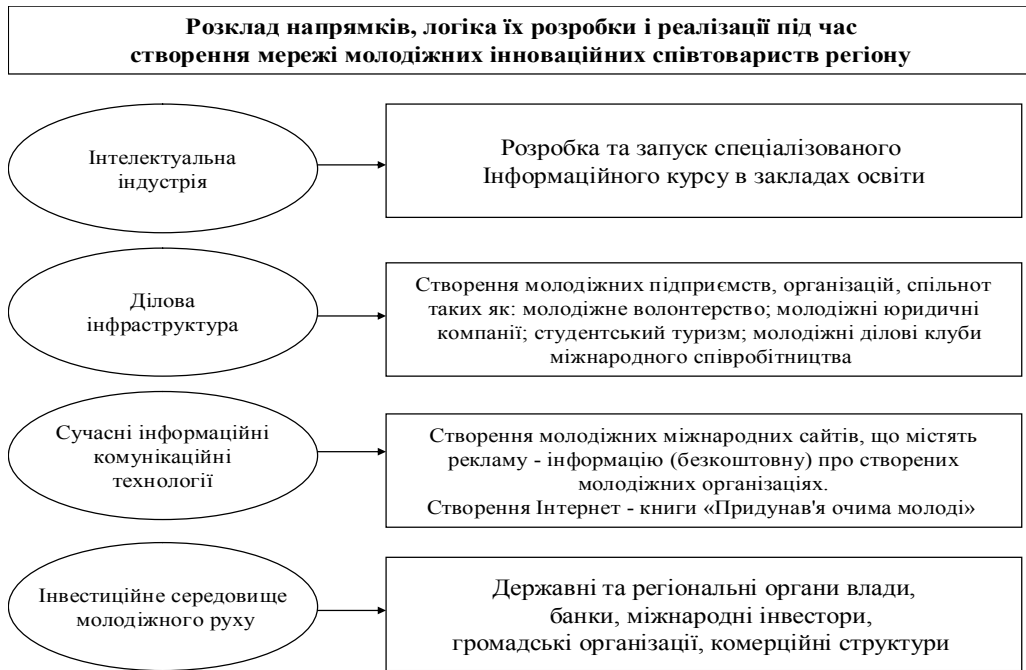 Розклад напрямків, логіка їх розробки і реалізації під час
створення мережі молодіжних інноваційних співтовариств регіону
Інтелектуальна
індустрія
Розробка та запуск спеціалізованого
Інформаційного курсу в закладах освіти
Ділова
інфраструктура
Створення молодіжних підприємств, організацій, спільнот
таких як: молодіжне волонтерство; молодіжні юридичні
компанії; студентський туризм; молодіжні ділові клуби
міжнародного співробітництва
Сучасні інформаційні
комунікаційні
технології
Створення молодіжних міжнародних сайтів, що містять
рекламу - інформацію (безкоштовну) про створених
молодіжних організаціях.
Створення Інтернет - книги «Придунав'я очима молоді»
Інвестиційне середовище
молодіжного руху
Державні та регіональні органи влади,
банки, міжнародні інвестори,
громадські організації, комерційні структури